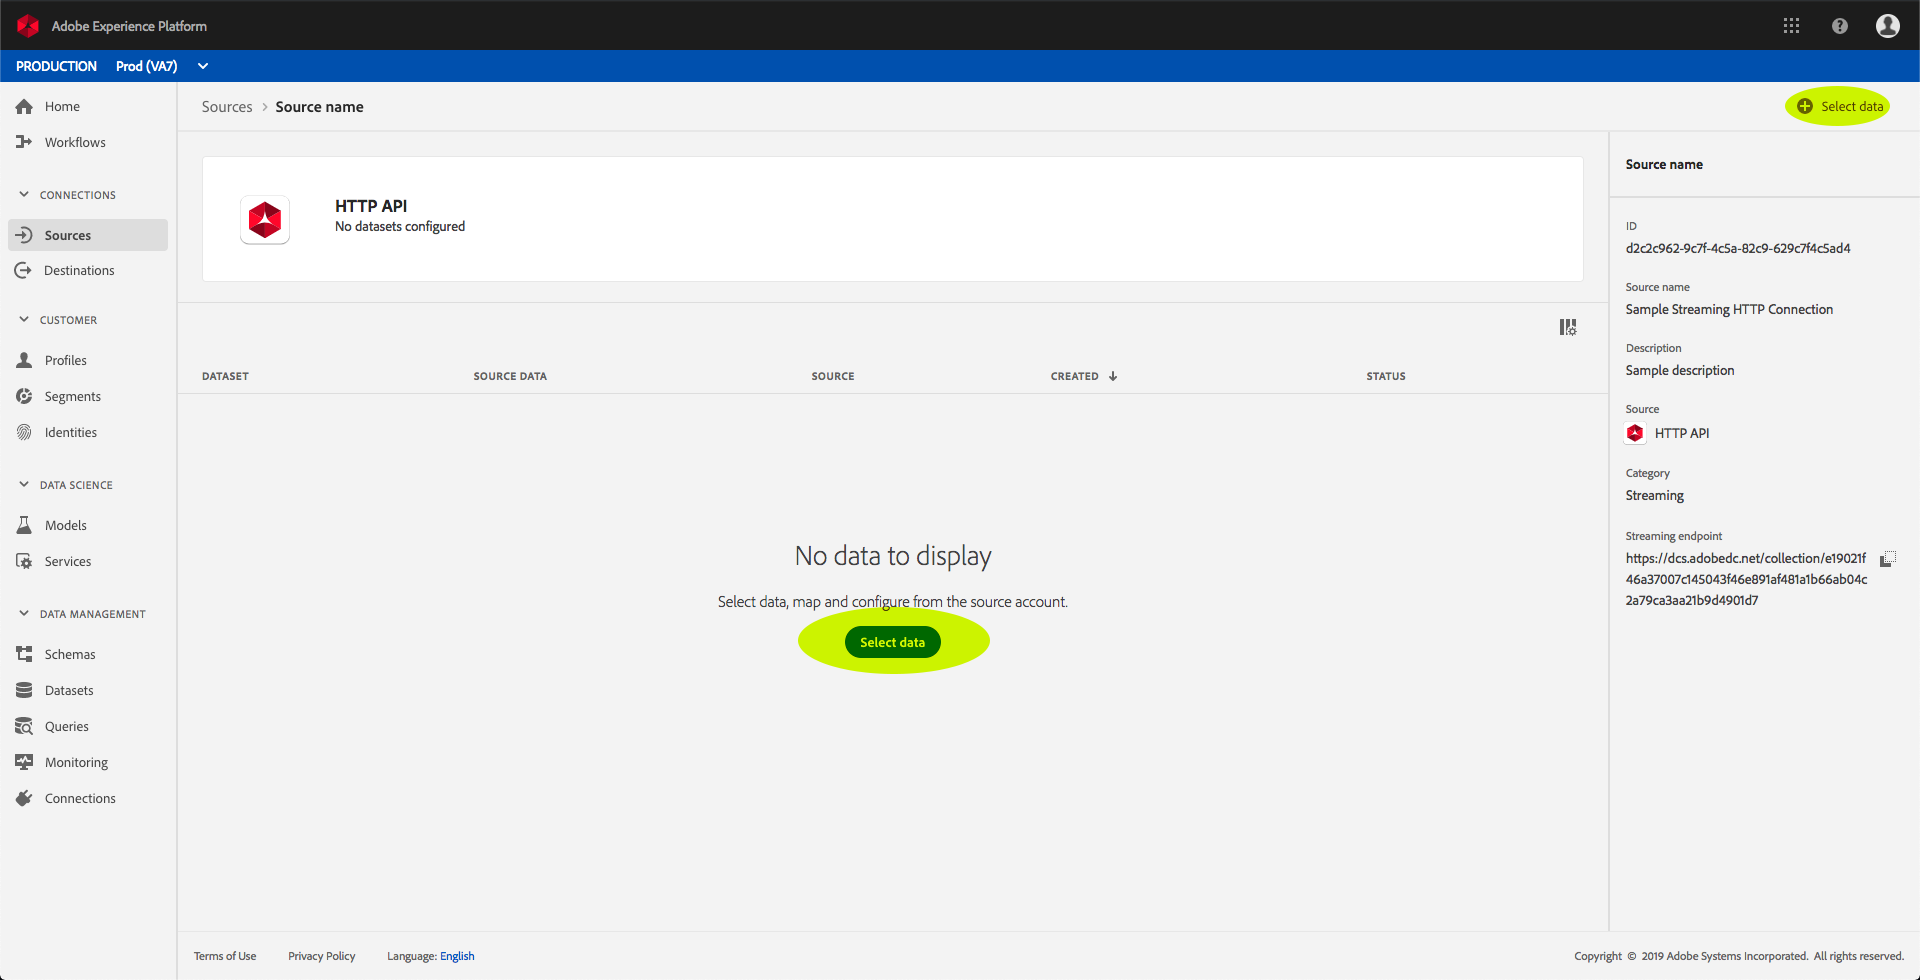 Adobe Experience Platform
PRODUCTION Prod (VA7)
Home
Workflows
CONNECTIONS
Sources
Destinations
CUSTOMER
Profiles
Segments
Identities
DATA SCIENCE
Models
Services
DATA MANAGEMENT
Schemas
Datasets
Queries
Monitoring
Connections
Sources > Source name
Select data
HTTP API
No datasets configured
DATASET SOURCE DATA SOURCE CREATED STATUS
No data to display
Select data, map and configure from the source account.
Select data
Source name
ID
d2c2c962-9c7f-4c5a-82c9-629c7f4c5ad4
Source name
Sample Streaming HTTP Connection
Description
Sample description
Source
HTTP API
Category
Streaming
Streaming endpoint
https://dcs.adobedc.net/collection/e19021f
46a37007c145043f46e891af481a1b66ab04c
2a79ca3aa21b9d4901d7
Terms of Use Privacy Policy Language: English
Copyright © 2019 Adobe Systems Incorporated. All rights reserved.